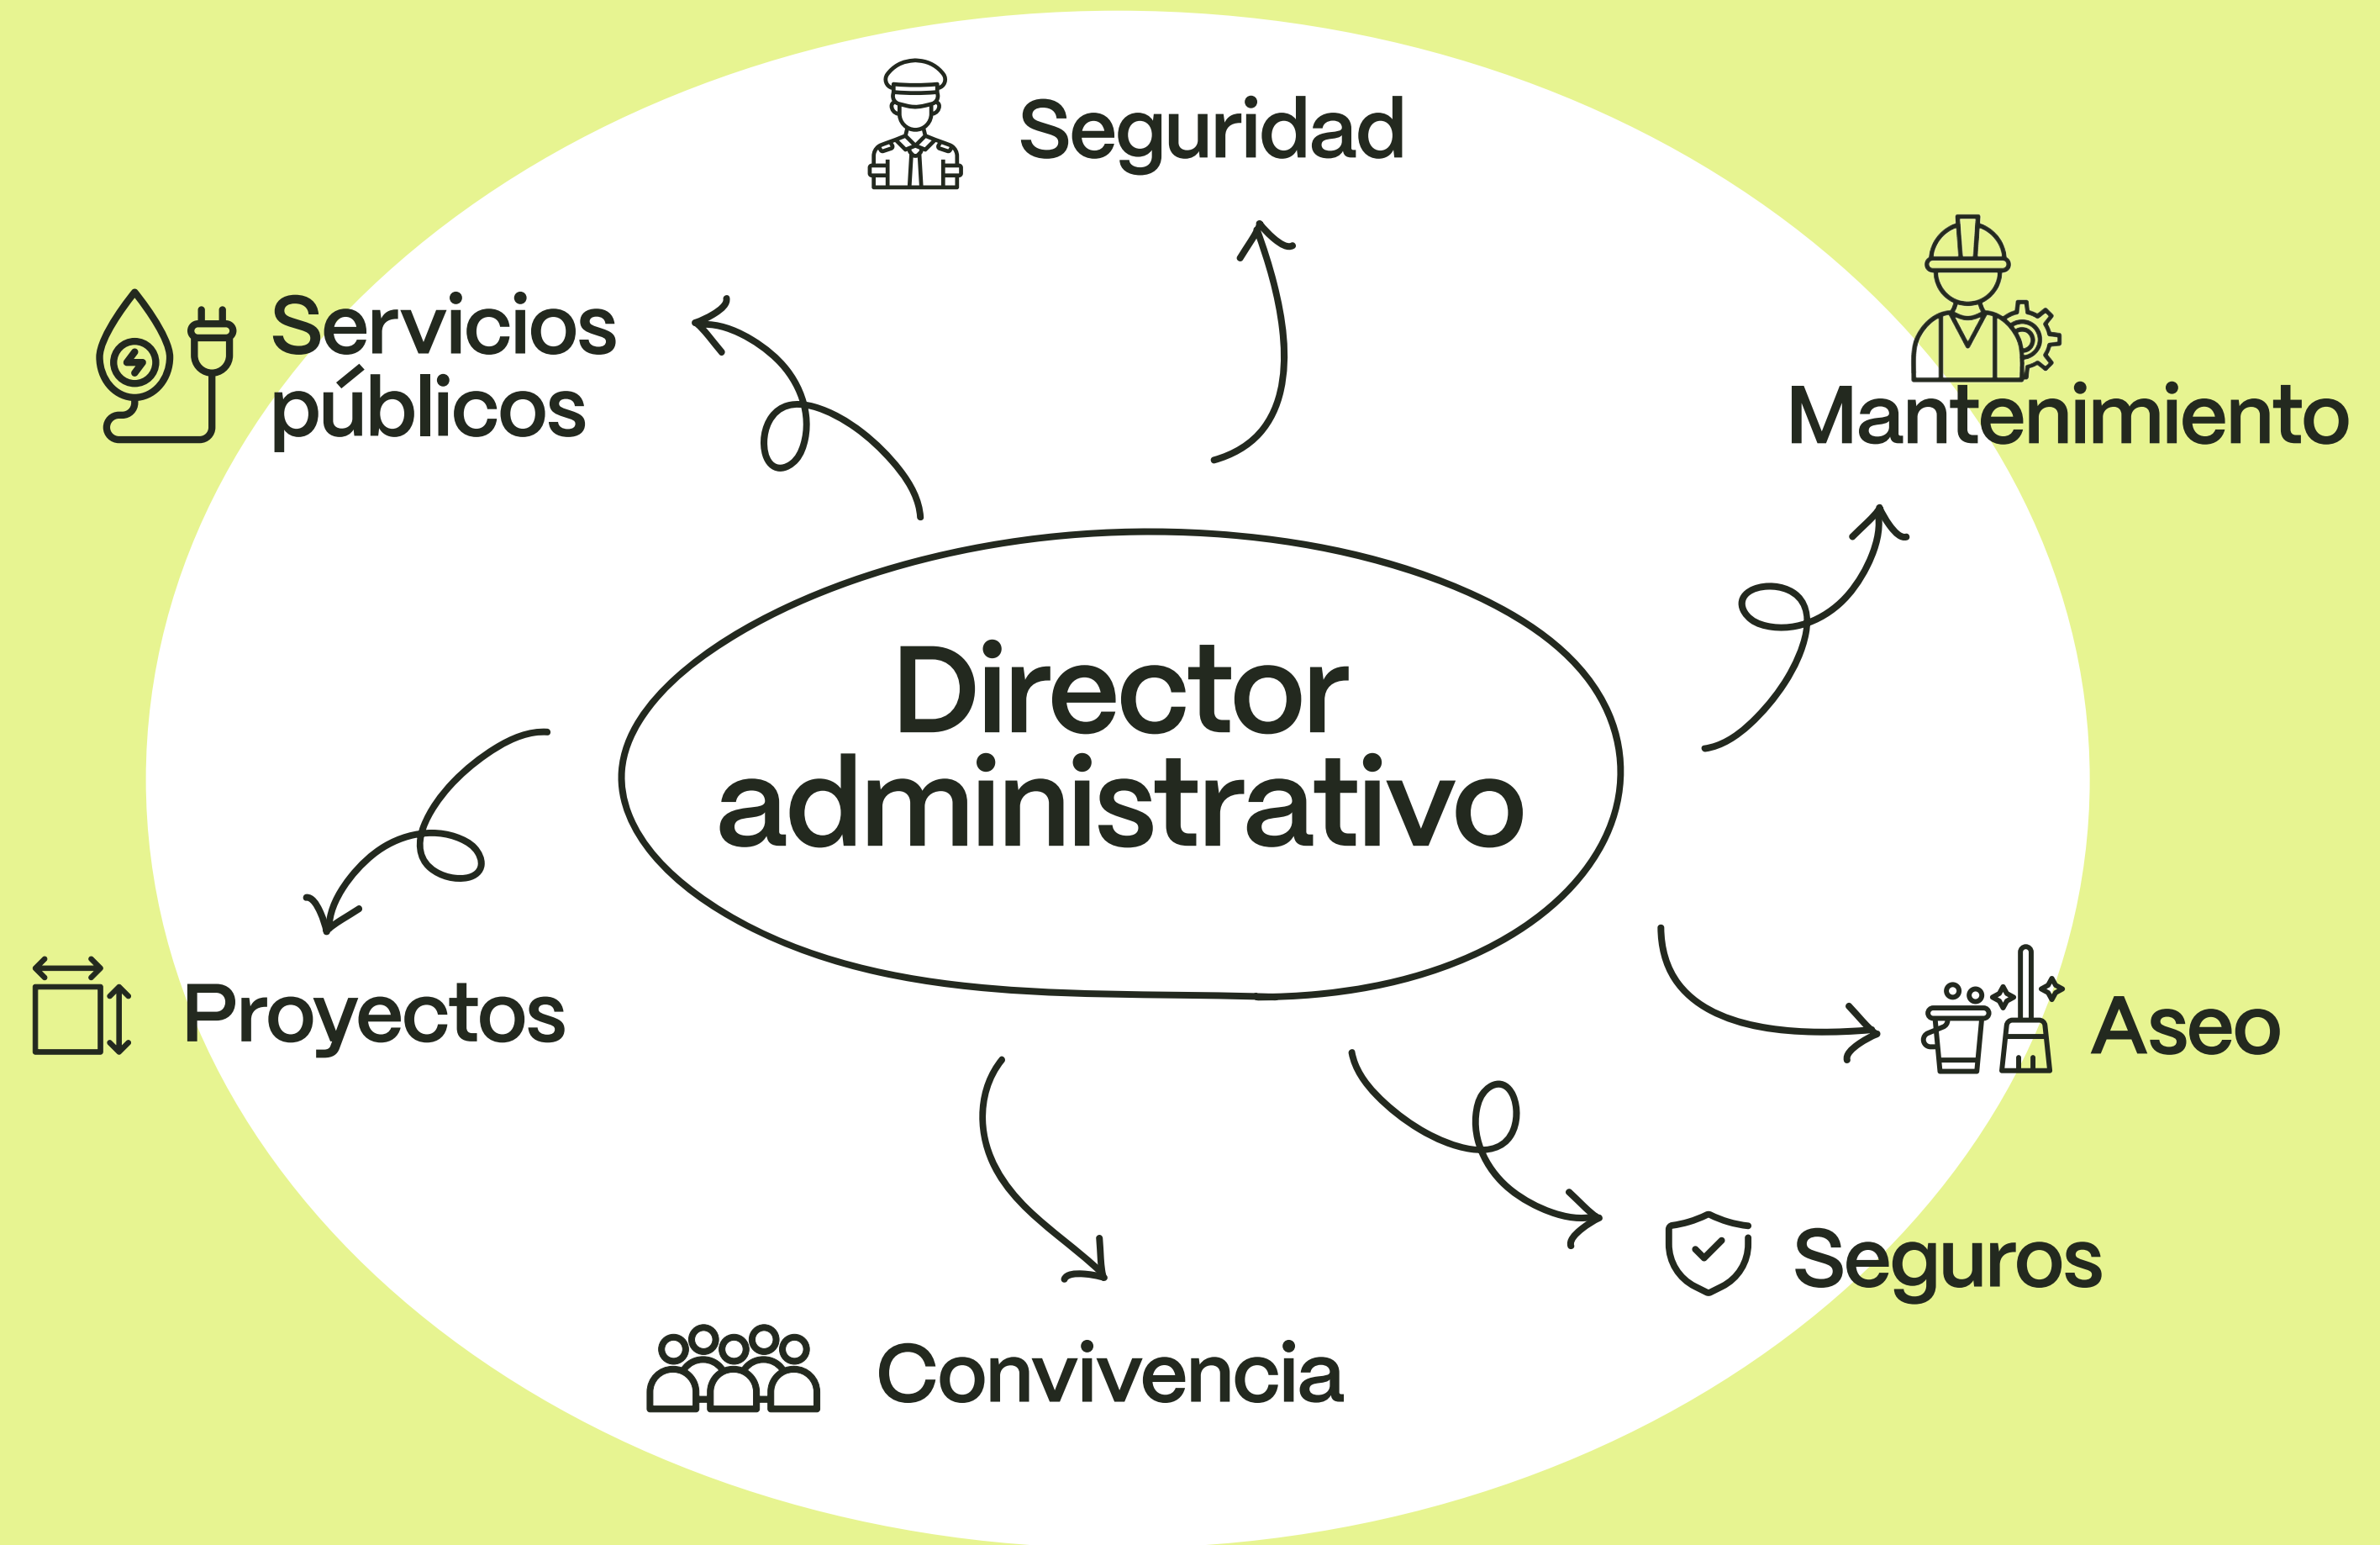 Seguridad
Servicios
públicos
Mantenimiento
Director
administrativo
Proyectos
Aseo
Seguros
Convivencia